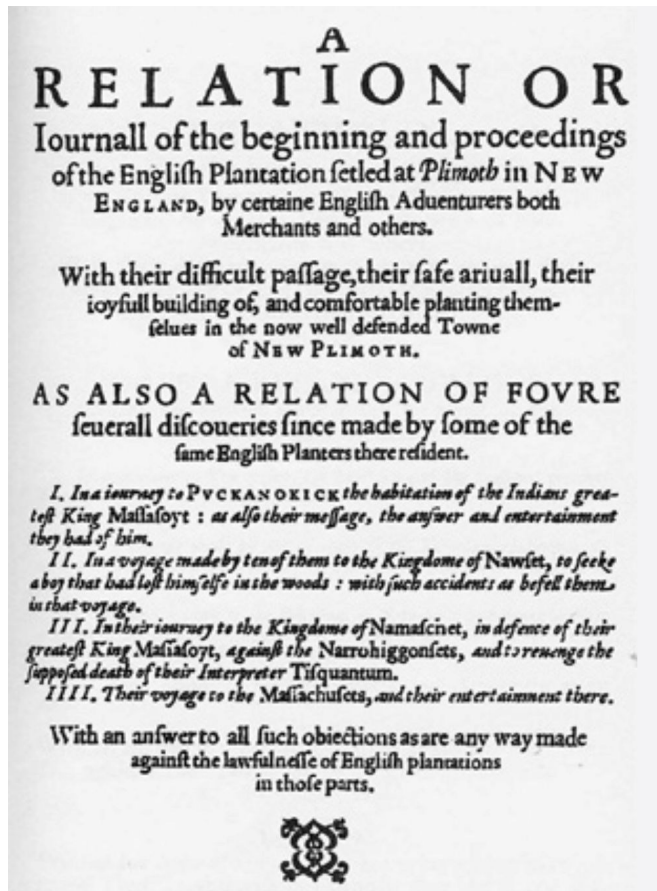 A
RELATION OR
Iournall of the beginning and proceedings
of the Engliſh Plantation ſetled at Plimoth in NEW
ENGLAND, by certaine Engliſh Aduenturers both
Merchants and others.
With their difficult paſſage, their ſafe ariuall, their
ioyfull building of, and comfortable planting them-
ſelues in the now well defended Towne
of NEW PLIMOTH.
AS ALSO A RELATION OF FOVRE
ſeuerall diſcoueries ſince made by ſome of the
ſame Engliſh Planters there reſident.
I. In a iourney to PVCKANOKICK the habitation of the Indians grea-
teſt King Maſſaſoyt : as alſo their meſſage, the anſwer and entertainment
they had of him.
II. In a voyage made by ten of them to the Kingdome of Nawſet, to ſeeke
a boy that had loſt himſelfe in the woods : with ſuch accidents as befell them
in that voyage.
III. In their iourney to the Kingdome of Namaſchet, in defence of their
greateſt King Maſſaſoyt, againſt the Narrohiggonſets, and to reuenge the
ſuppoſed death of their Interpreter Tiſquantum.
IIII. Their voyage to the Maſſachuſets, and their entertainment there.
With an anſwer to all ſuch obiections as are any way made
againſt the lawfulneſſe of Engliſh plantations
in thoſe parts.